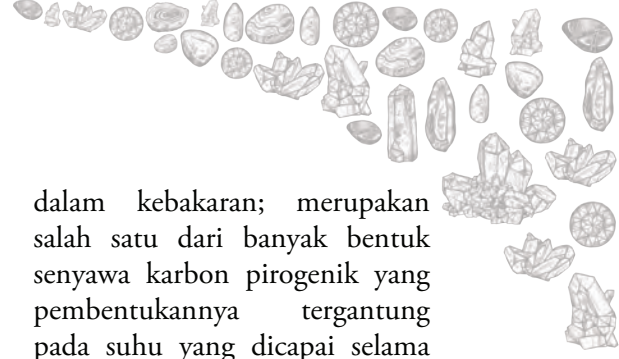 dalam kebakaran; merupakan
salah satu dari banyak bentuk
senyawa karbon pirogenik yang
pembentukannya tergantung
pada suhu yang dicapai selama